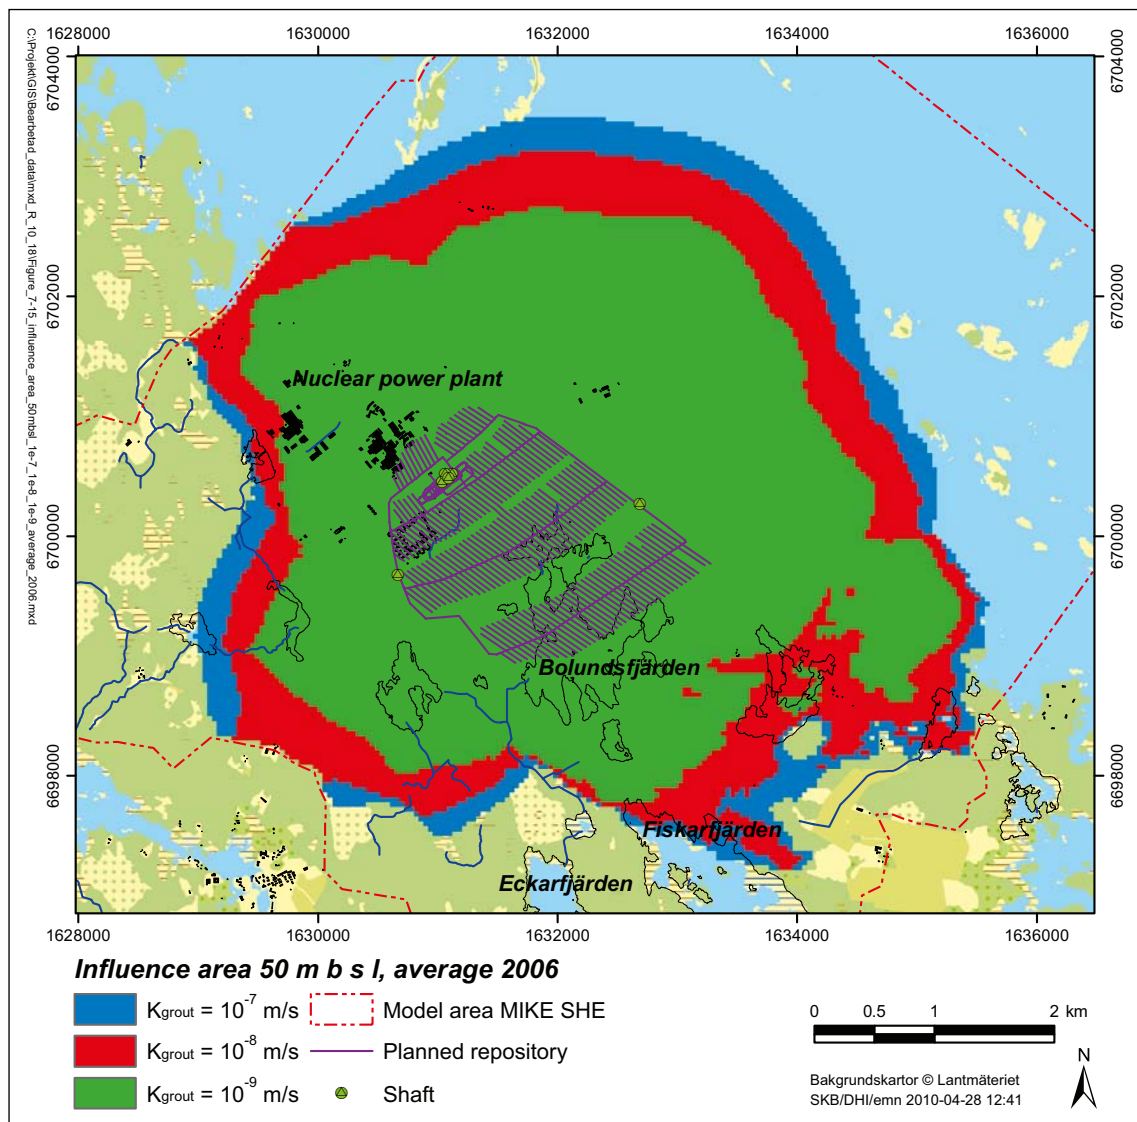 1628000 1630000 1632000 1634000 1636000
6704000 6704000
6702000 6702000
6700000 6700000
6698000 6698000
C:\Projekt\GIS\Bearbetad_data\mxd_R_10_18\Figure_7-15_influence_area_50mbsl_1e-7_1e-8_1e-9_average_2006.mxd
Nuclear power plant
Bolundsfjärden
Fiskarfjärden
Eckarfjärden
1628000 1630000 1632000 1634000 1636000
Influence area 50 m b s l, average 2006
Kgrout = 10⁻⁷ m/s Model area MIKE SHE
Kgrout = 10⁻⁸ m/s Planned repository
Kgrout = 10⁻⁹ m/s Shaft
0 0.5 1 2 km
N
Bakgrundskartor © Lantmäteriet
SKB/DHI/emn 2010-04-28 12:41